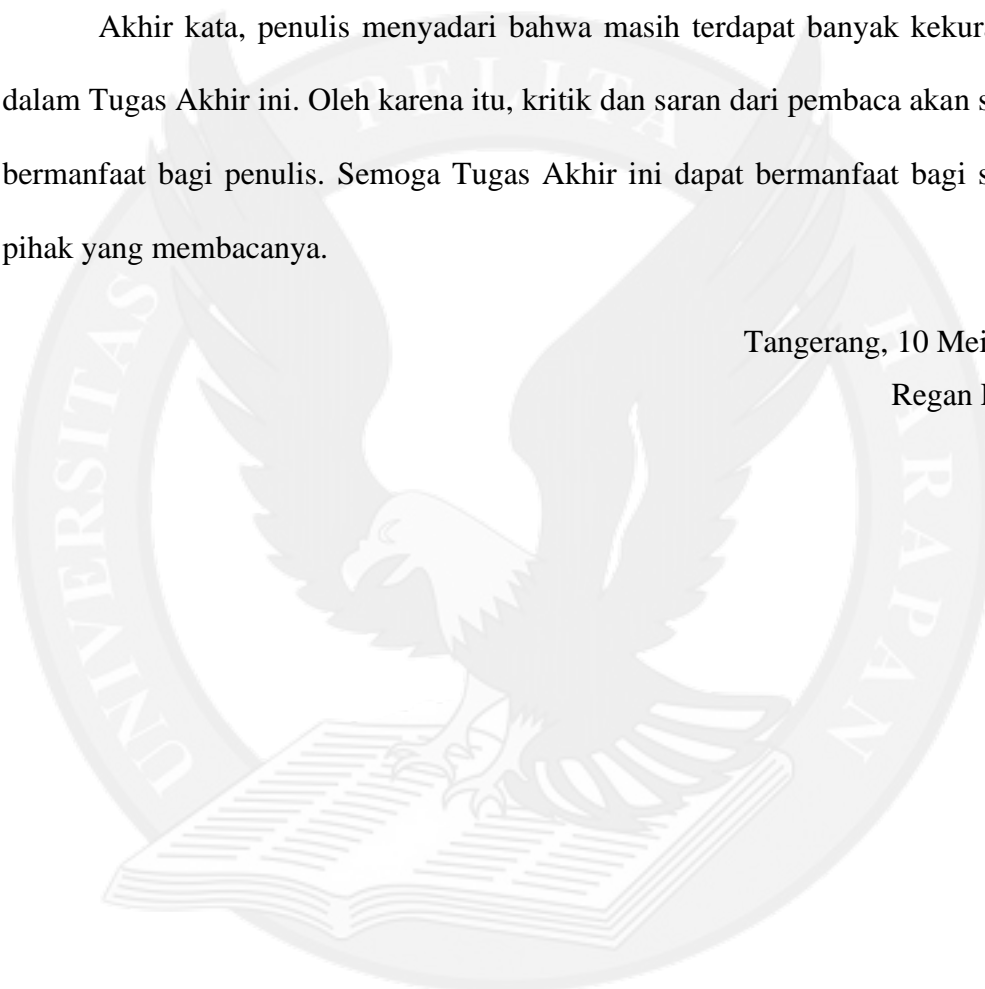 Akhir kata, penulis menyadari bahwa masih terdapat banyak
dalam Tugas Akhir ini. Oleh karena itu, kritik dan saran dari pembaca akan
bermanfaat bagi penulis. Semoga Tugas Akhir ini dapat bermanfaat bagi
pihak yang membacanya.
Tangerang, 10 Mei
Regan
UNIVERSITAS PELITA HARAPAN